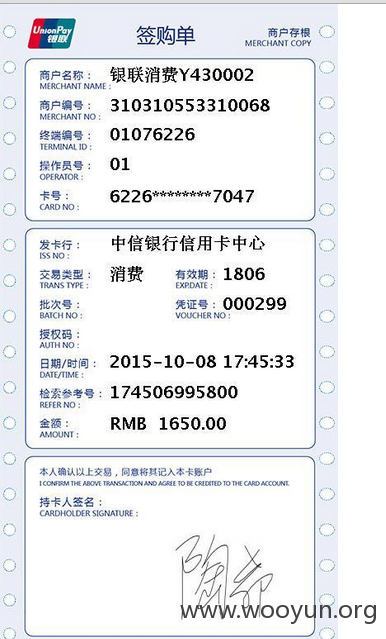 UnionPay
银联
签购单
商户存根
MERCHANT COPY
商户名称： 银联消费Y430002
MERCHANT NAME :
商户编号： 310310553310068
MERCHANT NO :
终端编号： 01076226
TERMINAL ID :
操作员号： 01
OPERATOR :
卡号： 6226********7047
CARD NO :
发卡行： 中信银行信用卡中心
ISS NO :
交易类型： 消费 有效期： 1806
TRANS TYPE : EXP.DATE :
批次号： 凭证号： 000299
BATCH NO : VOUCHER NO :
授权码：
AUTH NO :
日期/时间： 2015-10-08 17:45:33
DATE/TIME :
检索参考号： 174506995800
REFER NO :
金额： RMB 1650.00
AMOUNT :
本人确认以上交易，同意将其记入本卡账户
I CONFIRM THE ABOVE TRANSACTION AND AGREE TO BE CREDITED TO THE CARD ACCOUNT.
持卡人签名：
CARDHOLDER SIGNATURE :
www.wooyun.org